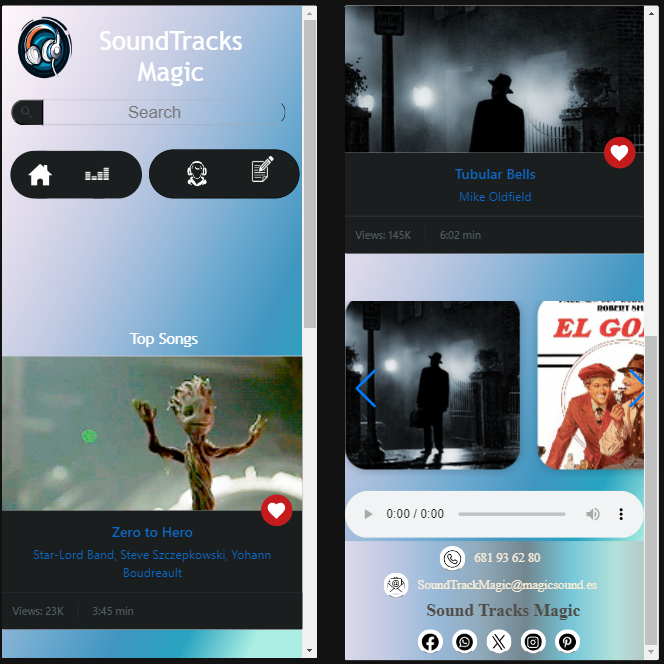 SoundTracks
Magic
Search
Top Songs
Zero to Hero
Star-Lord Band, Steve Szczepkowski, Yohann
Boudreault
Views: 23K
3:45 min
Tubular Bells
Mike Oldfield
Views: 145K
6:02 min
ROBERT SH
EL GO
0:00 / 0:00
681 93 62 80
SoundTrackMagic@magicsound.es
Sound Tracks Magic